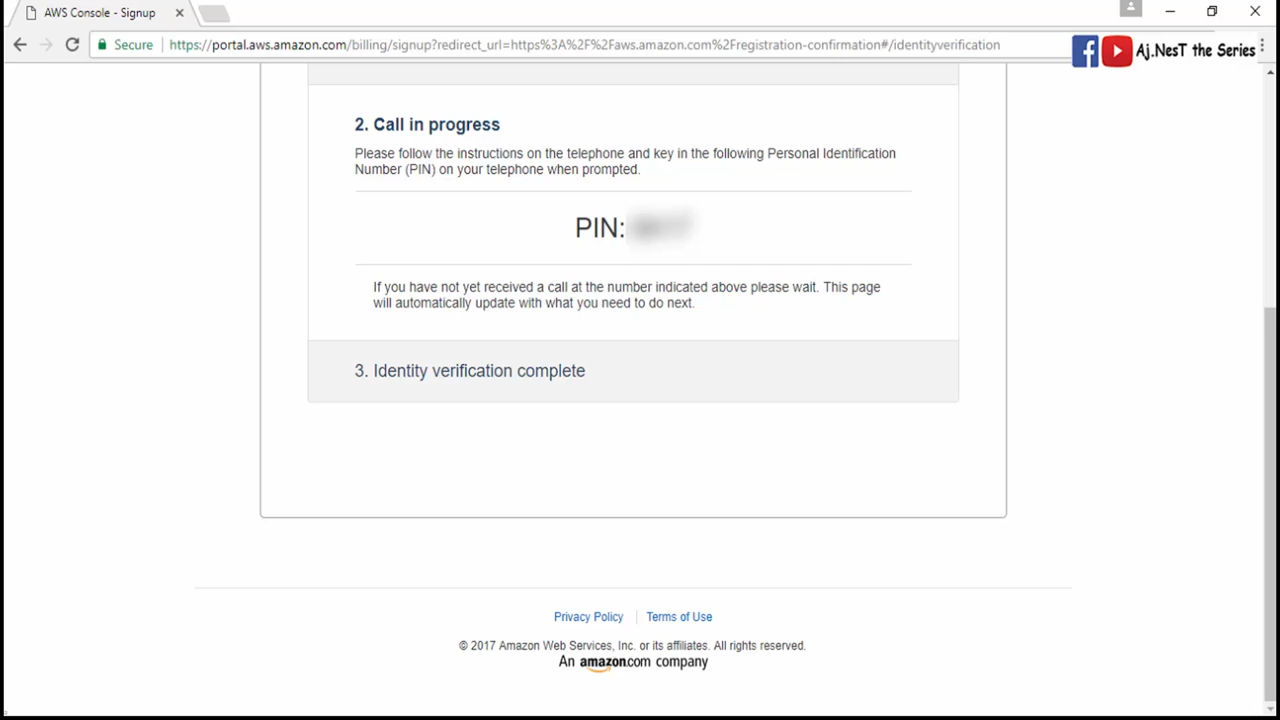 AWS Console - Signup
Secure
https://portal.aws.amazon.com/billing/signup?redirect_url=https%3A%2F%2Faws.amazon.com%2Fregistration-confirmation#/identityverification
Aj.NesT the Series
2. Call in progress
Please follow the instructions on the telephone and key in the following Personal Identification
Number (PIN) on your telephone when prompted.
PIN:
If you have not yet received a call at the number indicated above please wait. This page
will automatically update with what you need to do next.
3. Identity verification complete
Privacy Policy
Terms of Use
© 2017 Amazon Web Services, Inc. or its affiliates. All rights reserved.
An amazon.com company